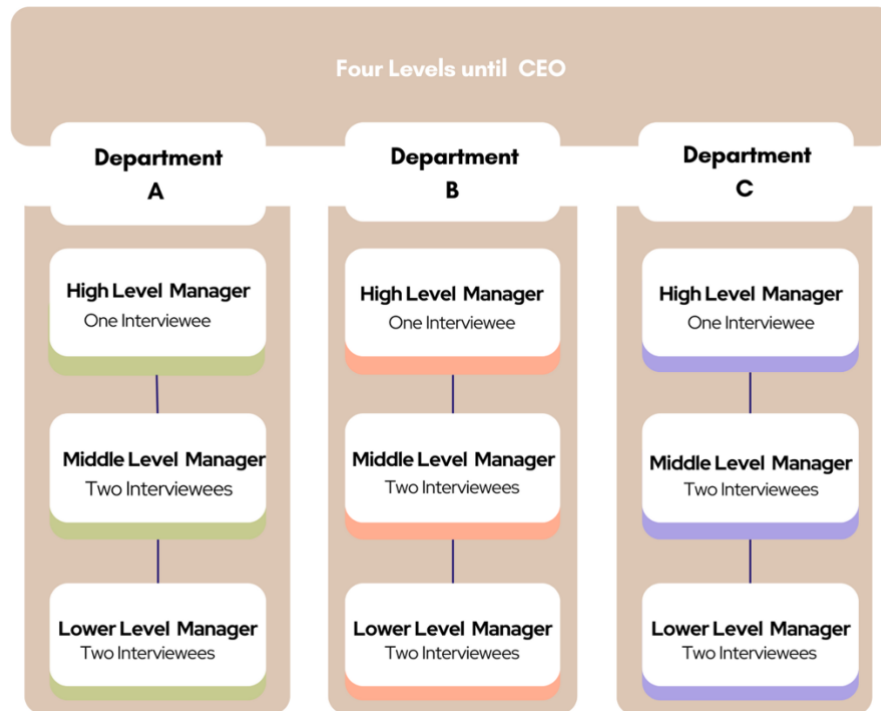 Four Levels until CEO
Department
A
High Level Manager
One Interviewee
Middle Level Manager
Two Interviewees
Lower Level Manager
Two Interviewees
Department
B
High Level Manager
One Interviewee
Middle Level Manager
Two Interviewees
Lower Level Manager
Two Interviewees
Department
C
High Level Manager
One Interviewee
Middle Level Manager
Two Interviewees
Lower Level Manager
Two Interviewees